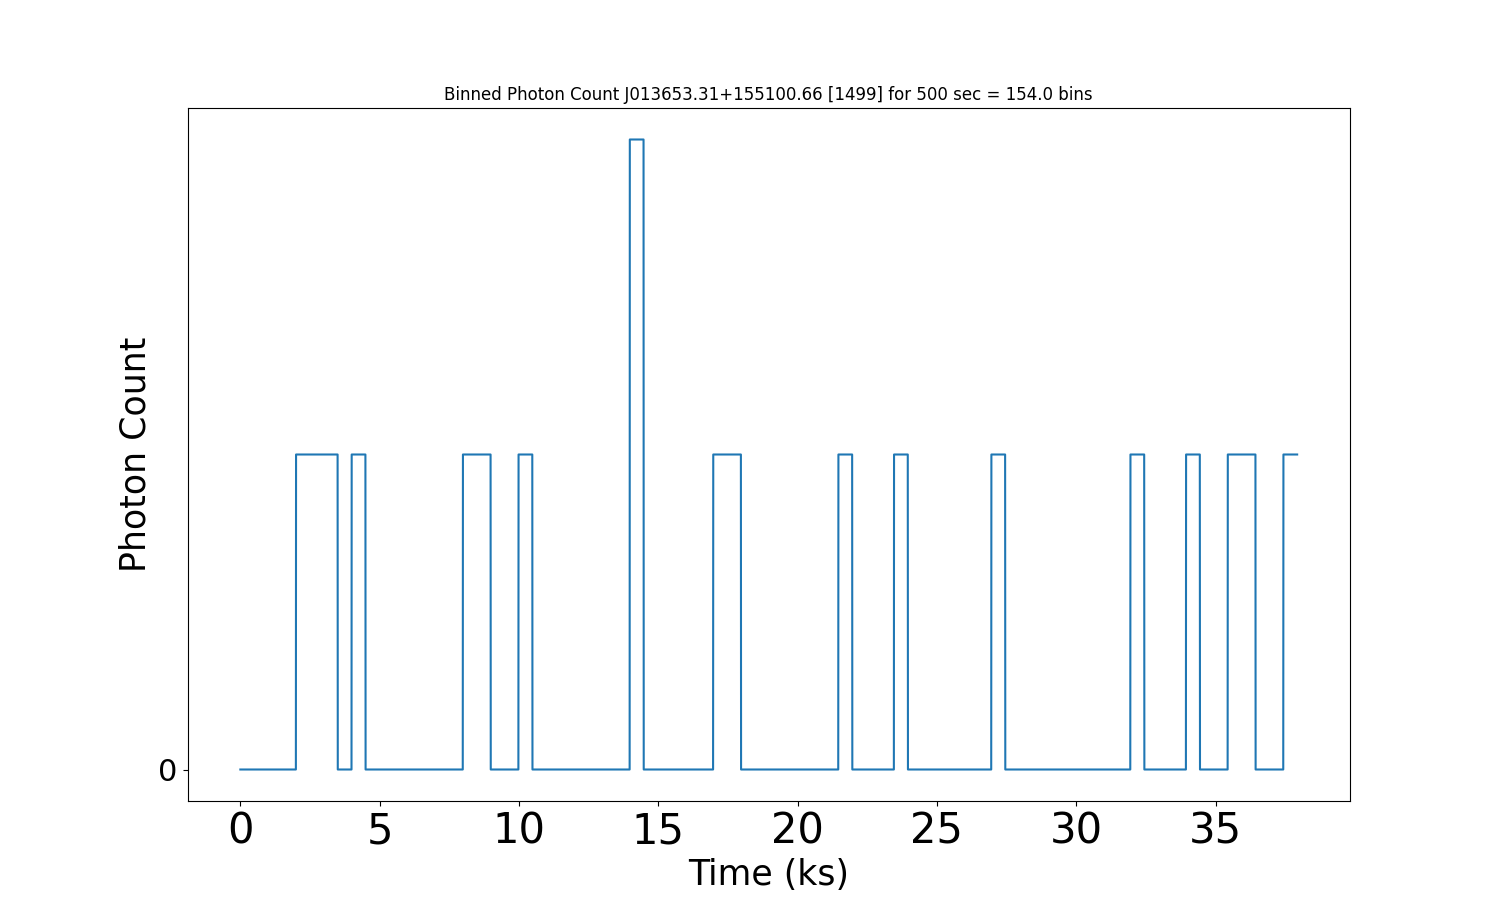 Binned Photon Count J013653.31+155100.66 [1499] for 500 sec = 154.0 bins
Photon Count
0
0 5 10 15 20 25 30 35
Time (ks)